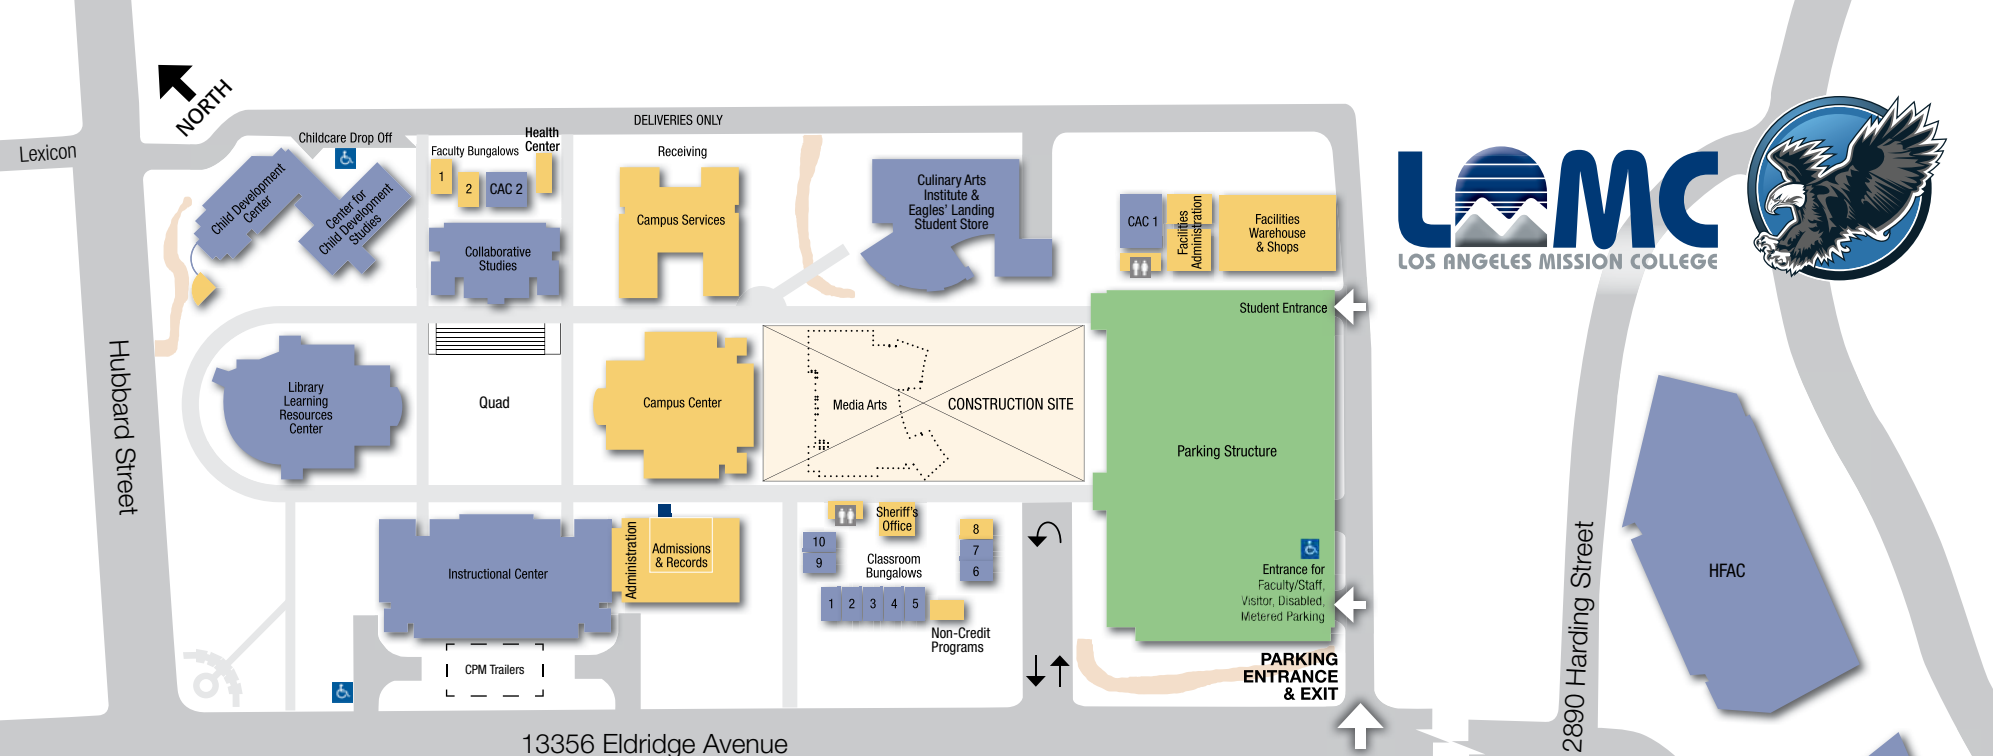 NORTH
Lexicon
Hubbard Street
Childcare Drop Off
Child Development
Center
Center for
Child Development
Studies
Faculty Bungalows
Health
Center
1
2
CAC 2
Collaborative
Studies
DELIVERIES ONLY
Receiving
Campus Services
Culinary Arts
Institute &
Eagles' Landing
Student Store
CAC 1
Facilities
Administration
Facilities
Warehouse
& Shops
LAMC
LOS ANGELES MISSION COLLEGE
Student Entrance
Library
Learning
Resources
Center
Quad
Campus Center
Media Arts
CONSTRUCTION SITE
Parking Structure
Instructional Center
Administration
Admissions
& Records
Sheriff's
Office
10
9
Classroom
Bungalows
8
7
6
1
2
3
4
5
Non-Credit
Programs
Entrance for
Faculty/Staff,
Visitor, Disabled,
Metered Parking
PARKING
ENTRANCE
& EXIT
CPM Trailers
13356 Eldridge Avenue
2890 Harding Street
HFAC